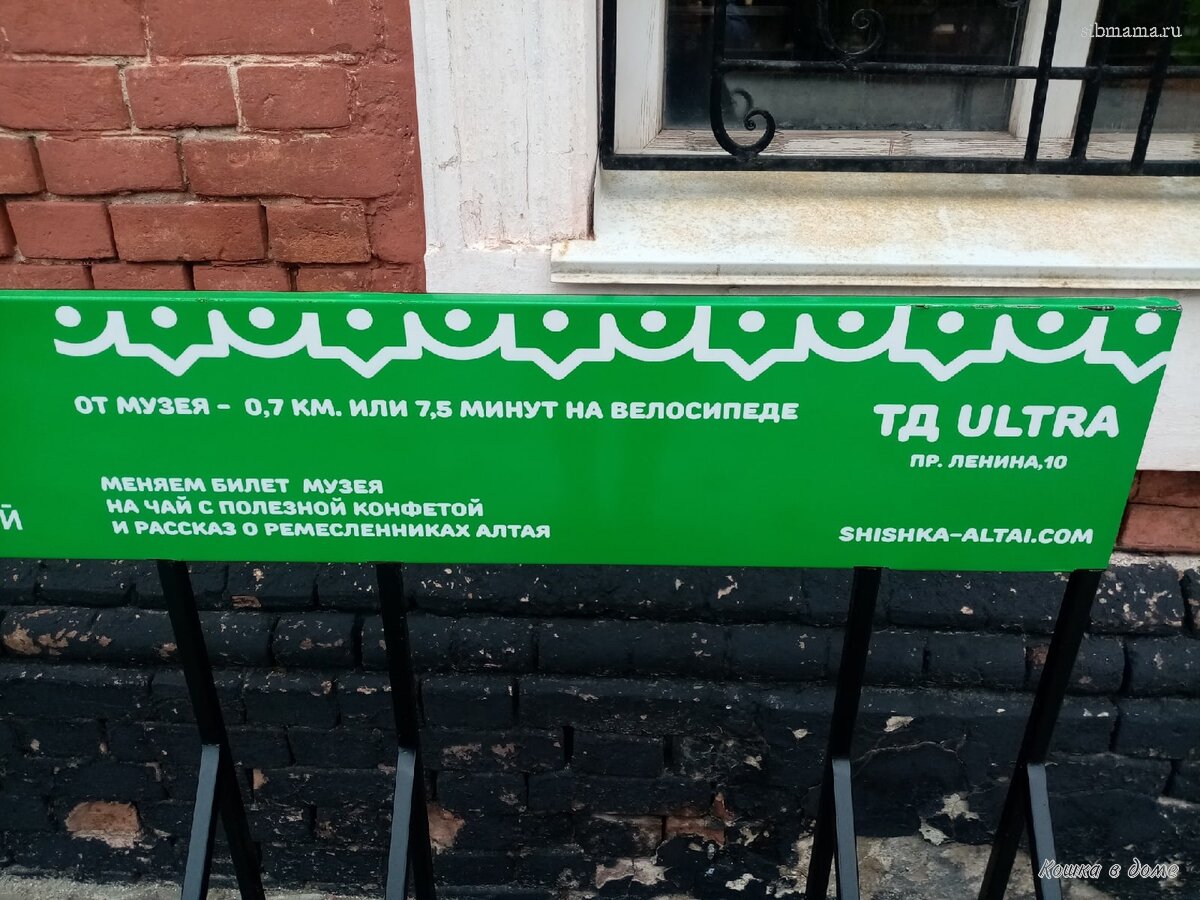 sibmama.ru
ОТ МУЗЕЯ - 0,7 КМ. ИЛИ 7,5 МИНУТ НА ВЕЛОСИПЕДЕ
ТД ULTRA
ПР. ЛЕНИНА,10
МЕНЯЕМ БИЛЕТ МУЗЕЯ
НА ЧАЙ С ПОЛЕЗНОЙ КОНФЕТОЙ
И РАССКАЗ О РЕМЕСЛЕННИКАХ АЛТАЯ
Й
SHISHKA-ALTAI.COM
Кошка в доме